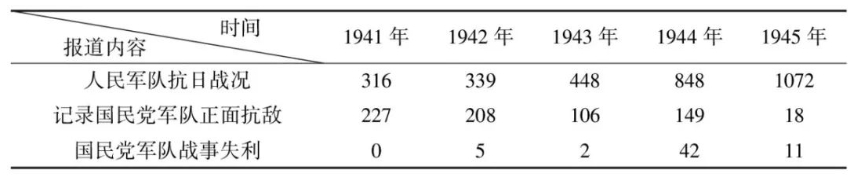 时间
报道内容
1941 年 1942 年 1943 年 1944 年 1945 年
人民军队抗日战况 316 339 448 848 1072
记录国民党军队正面抗敌 227 208 106 149 18
国民党军队战事失利 0 5 2 42 11